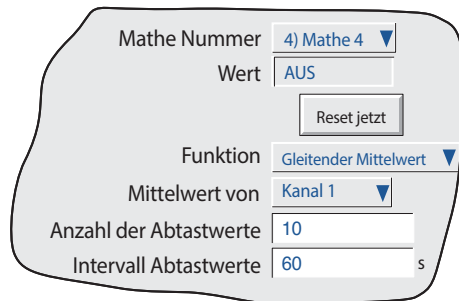 Mathe Nummer 4) Mathe 4
Wert AUS
Reset jetzt
Funktion Gleitender Mittelwert
Mittelwert von Kanal 1
Anzahl der Abtastwerte 10
Intervall Abtastwerte 60 s